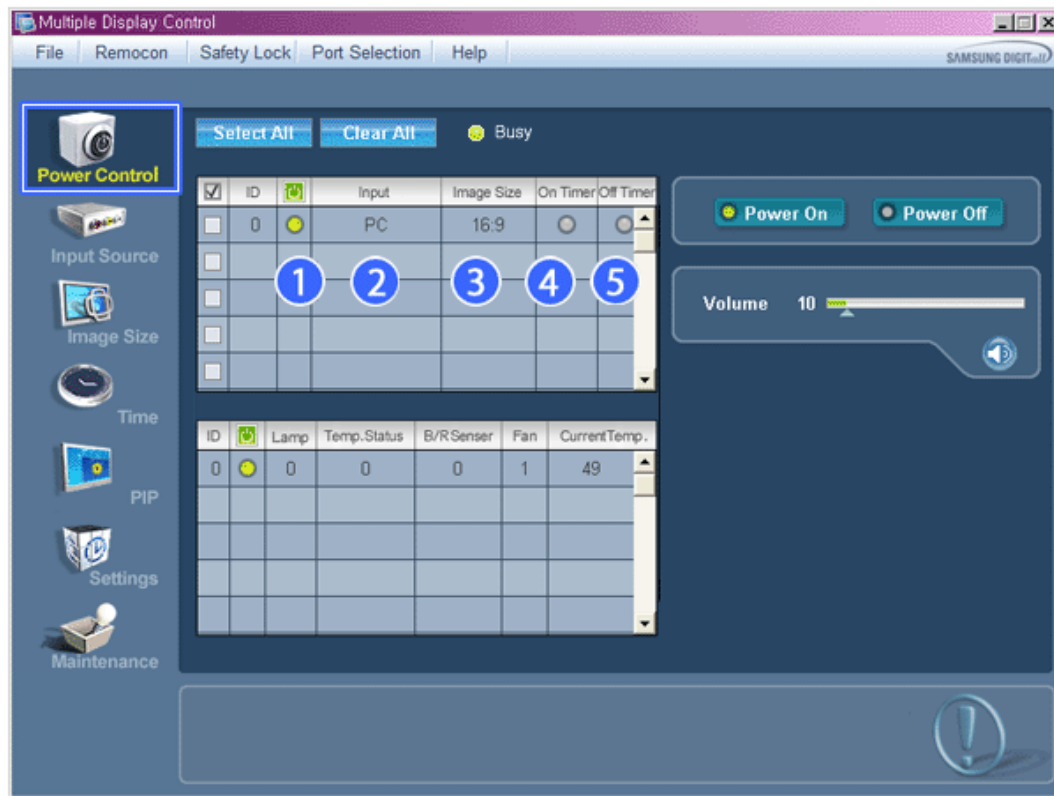 Multiple Display Control
File Remocon Safety Lock Port Selection Help
SAMSUNG DIGITall
Power Control
Input Source
Image Size
Time
PIP
Settings
Maintenance
Select All Clear All Busy
ID Input Image Size On Timer Off Timer
0 PC 16:9
1 2 3 4 5
ID Lamp Temp.Status B/RSenser Fan CurrentTemp.
0 0 0 0 1 49
Power On Power Off
Volume 10